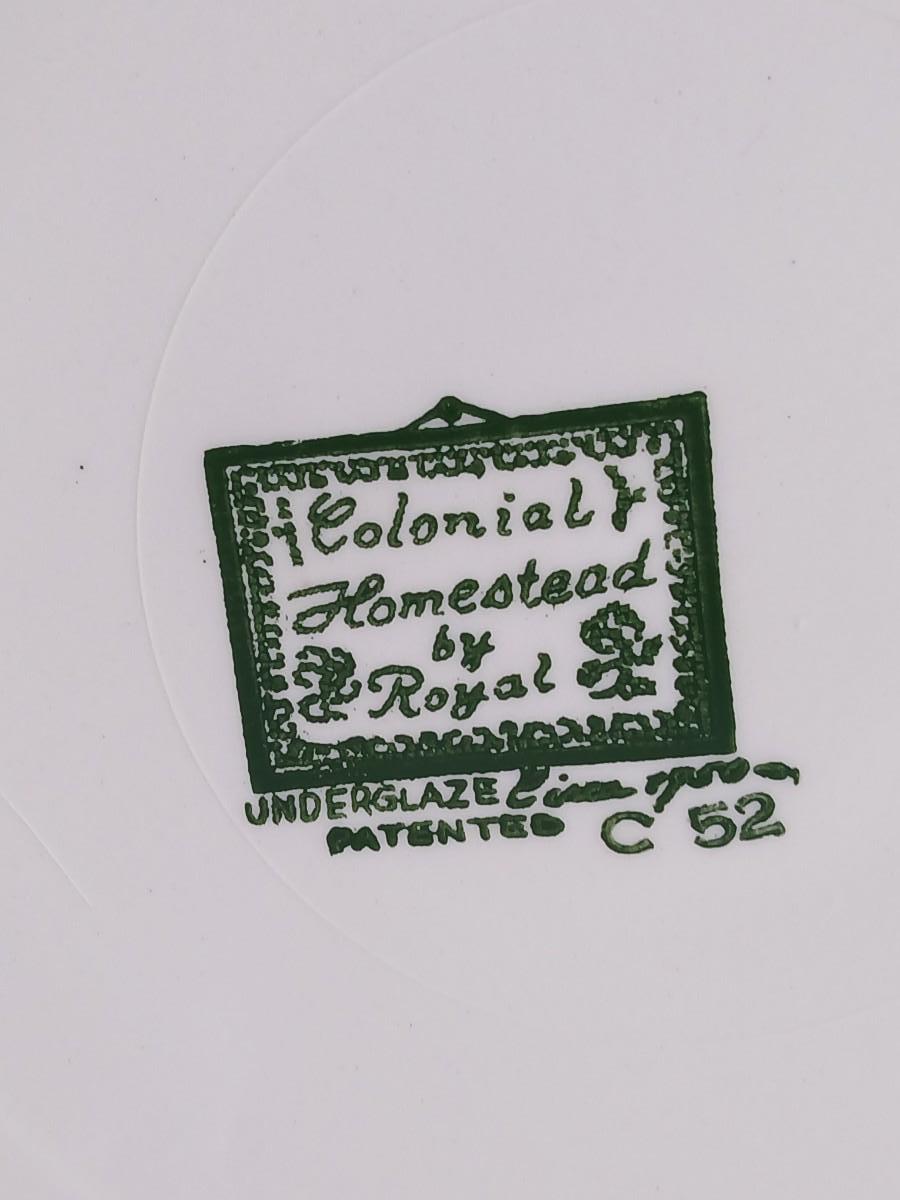 Colonial
Homestead
by
Royal
UNDERGLAZE
PATENTED C 52